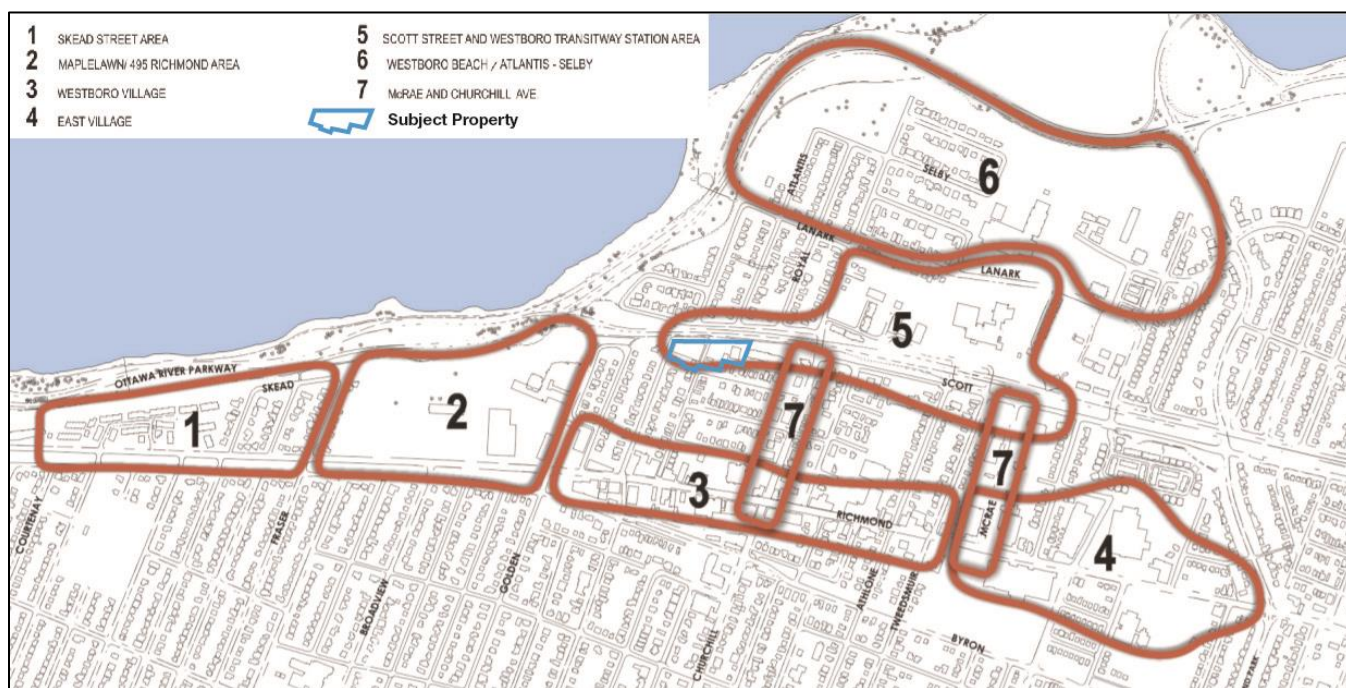 1 SKEAD STREET AREA
2 MAPLELAWN/ 495 RICHMOND AREA
3 WESTBORO VILLAGE
4 EAST VILLAGE
5 SCOTT STREET AND WESTBORO TRANSITWAY STATION AREA
6 WESTBORO BEACH / ATLANTIS - SELBY
7 McRAE AND CHURCHILL AVE
Subject Property
ATLANTIS
SELBY
6
LANARK
LANARK
ROYAL
5
OTTAWA RIVER PARKWAY
SKEAD
SCOTT
1
2
7
7
3
RICHMOND
McRAE
4
COURTENAY
FRASER
BROADVIEW
GOLDEN
CHURCHILL
ATHLONE
TWEEDSMUIR
BYRON